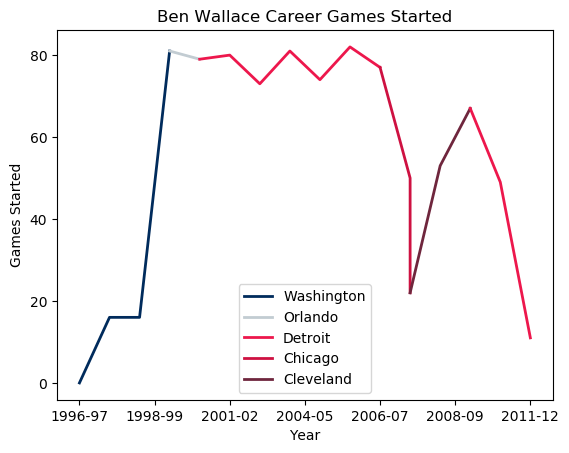 Ben Wallace Career Games Started
Games Started
80
60
40
20
0
Washington
Orlando
Detroit
Chicago
Cleveland
1996-97 1998-99 2001-02 2004-05 2006-07 2008-09 2011-12
Year